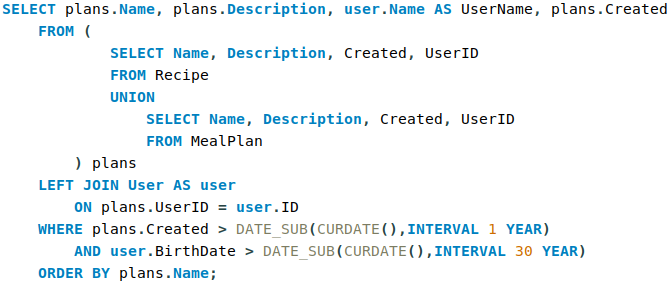 SELECT plans.Name, plans.Description, user.Name AS UserName, plans.Created
FROM (
SELECT Name, Description, Created, UserID
FROM Recipe
UNION
SELECT Name, Description, Created, UserID
FROM MealPlan
) plans
LEFT JOIN User AS user
ON plans.UserID = user.ID
WHERE plans.Created > DATE_SUB(CURDATE(),INTERVAL 1 YEAR)
AND user.BirthDate > DATE_SUB(CURDATE(),INTERVAL 30 YEAR)
ORDER BY plans.Name;